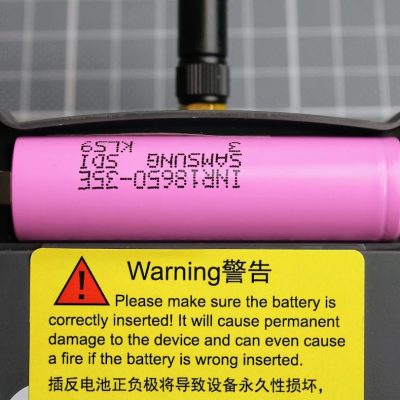 INR18650-35E
SAMSUNG SDI
3 KL59
Warning警告
Please make sure the battery is
correctly inserted! It will cause permanent
damage to the device and can even cause
a fire if the battery is wrong inserted.
插反电池正负极将导致设备永久性损坏，